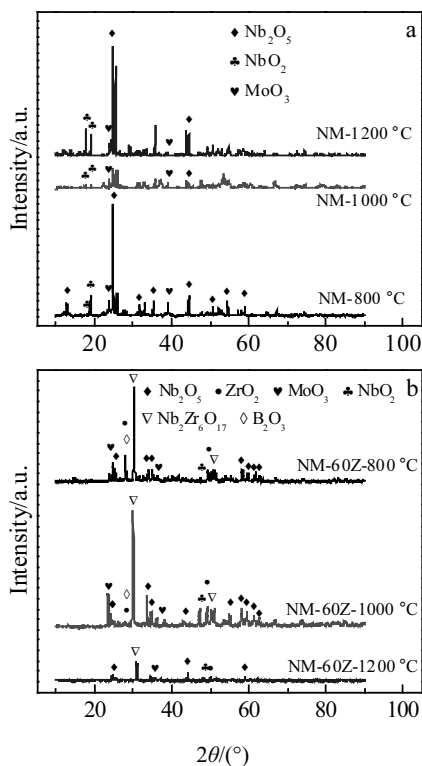 a
♦ Nb₂O₅
♣ NbO₂
♥ MoO₃
NM-1200 °C
NM-1000 °C
NM-800 °C
Intensity/a.u.
20 40 60 80 100
b
♦ Nb₂O₅ ● ZrO₂ ♥ MoO₃ ♣ NbO₂
▽ Nb₂Zr₆O₁₇ ◊ B₂O₃
NM-60Z-800 °C
NM-60Z-1000 °C
NM-60Z-1200 °C
Intensity/a.u.
20 40 60 80 100
2θ/(°)